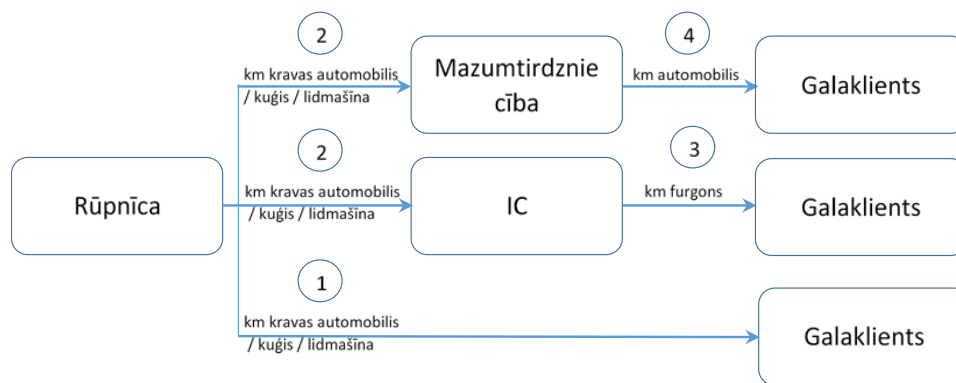 2
km kravas automobilis
/ kuģis / lidmašīna
Mazumtirdznie
cība
4
km automobilis
Galaklients
Rūpnīca
2
km kravas automobilis
/ kuģis / lidmašīna
IC
3
km furgons
Galaklients
1
km kravas automobilis
/ kuģis / lidmašīna
Galaklients